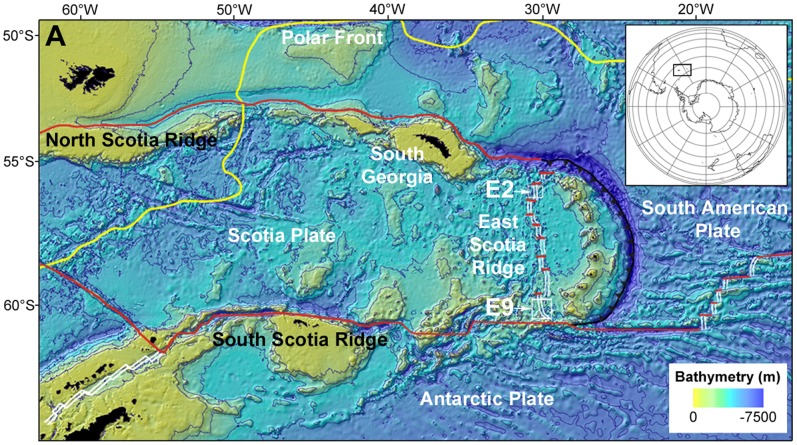 60°W 50°W 40°W 30°W 20°W
50°S
A
Polar Front
North Scotia Ridge
55°S
South
Georgia
E2
South American
Plate
Scotia Plate
East
Scotia
Ridge
60°S
E9
South Scotia Ridge
Antarctic Plate
Bathymetry (m)
0 -7500